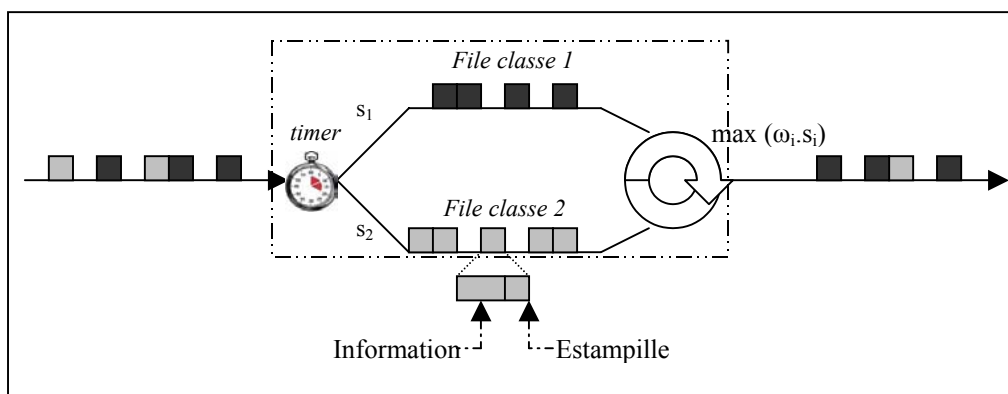 File classe 1
s1
timer
max (ωi.si)
File classe 2
s2
Information
Estampille